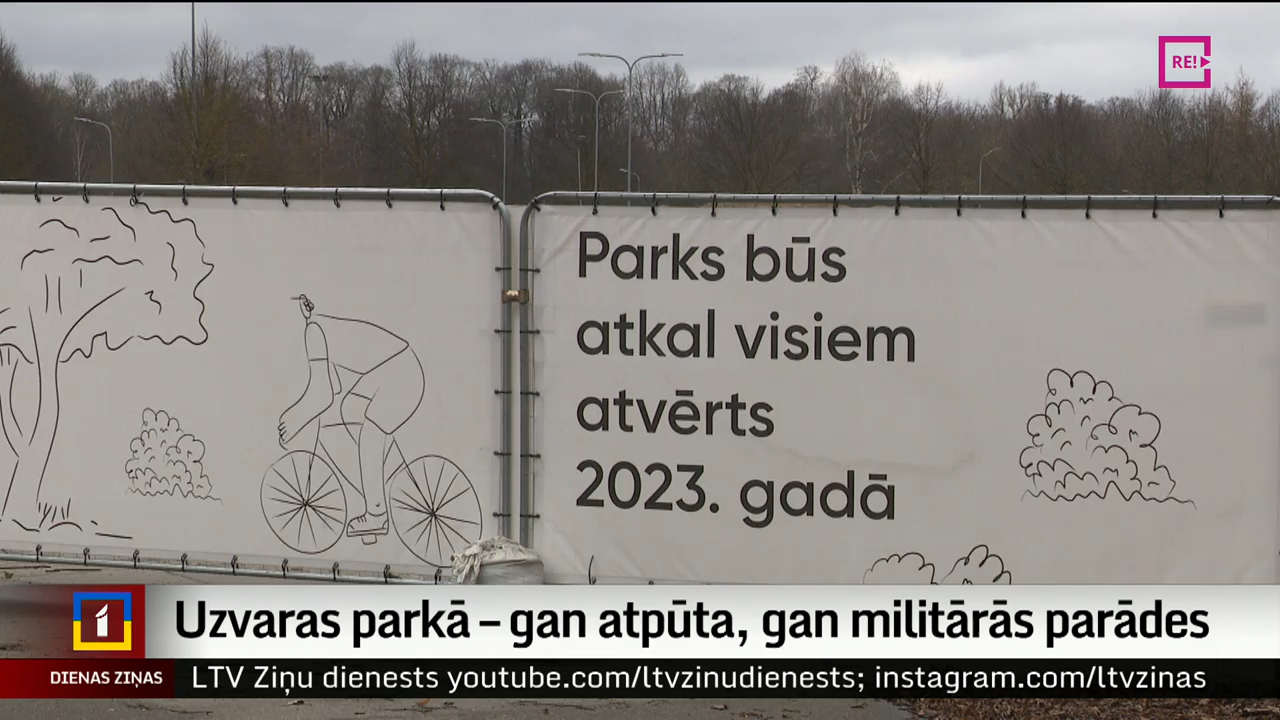 RE!
Parks būs
atkal visiem
atvērts
2023. gadā
1
Uzvaras parkā – gan atpūta, gan militārās parādes
DIENAS ZIŅAS
LTV Ziņu dienests youtube.com/ltvzinudienests; instagram.com/ltvzinas